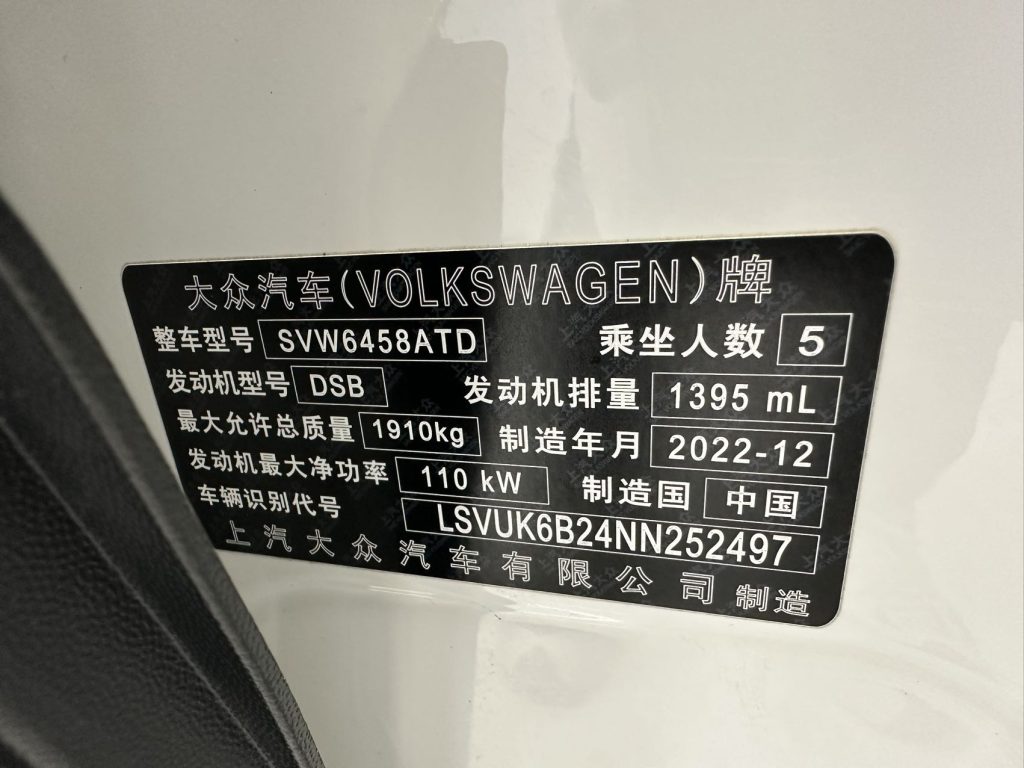 大众汽车(VOLKSWAGEN)牌
整车型号 SVW6458ATD 乘坐人数 5
发动机型号 DSB 发动机排量 1395 mL
最大允许总质量 1910kg 制造年月 2022-12
发动机最大净功率 110 kW 制造国 中国
车辆识别代号 LSVUK6B24NN252497
上汽大众汽车有限公司制造